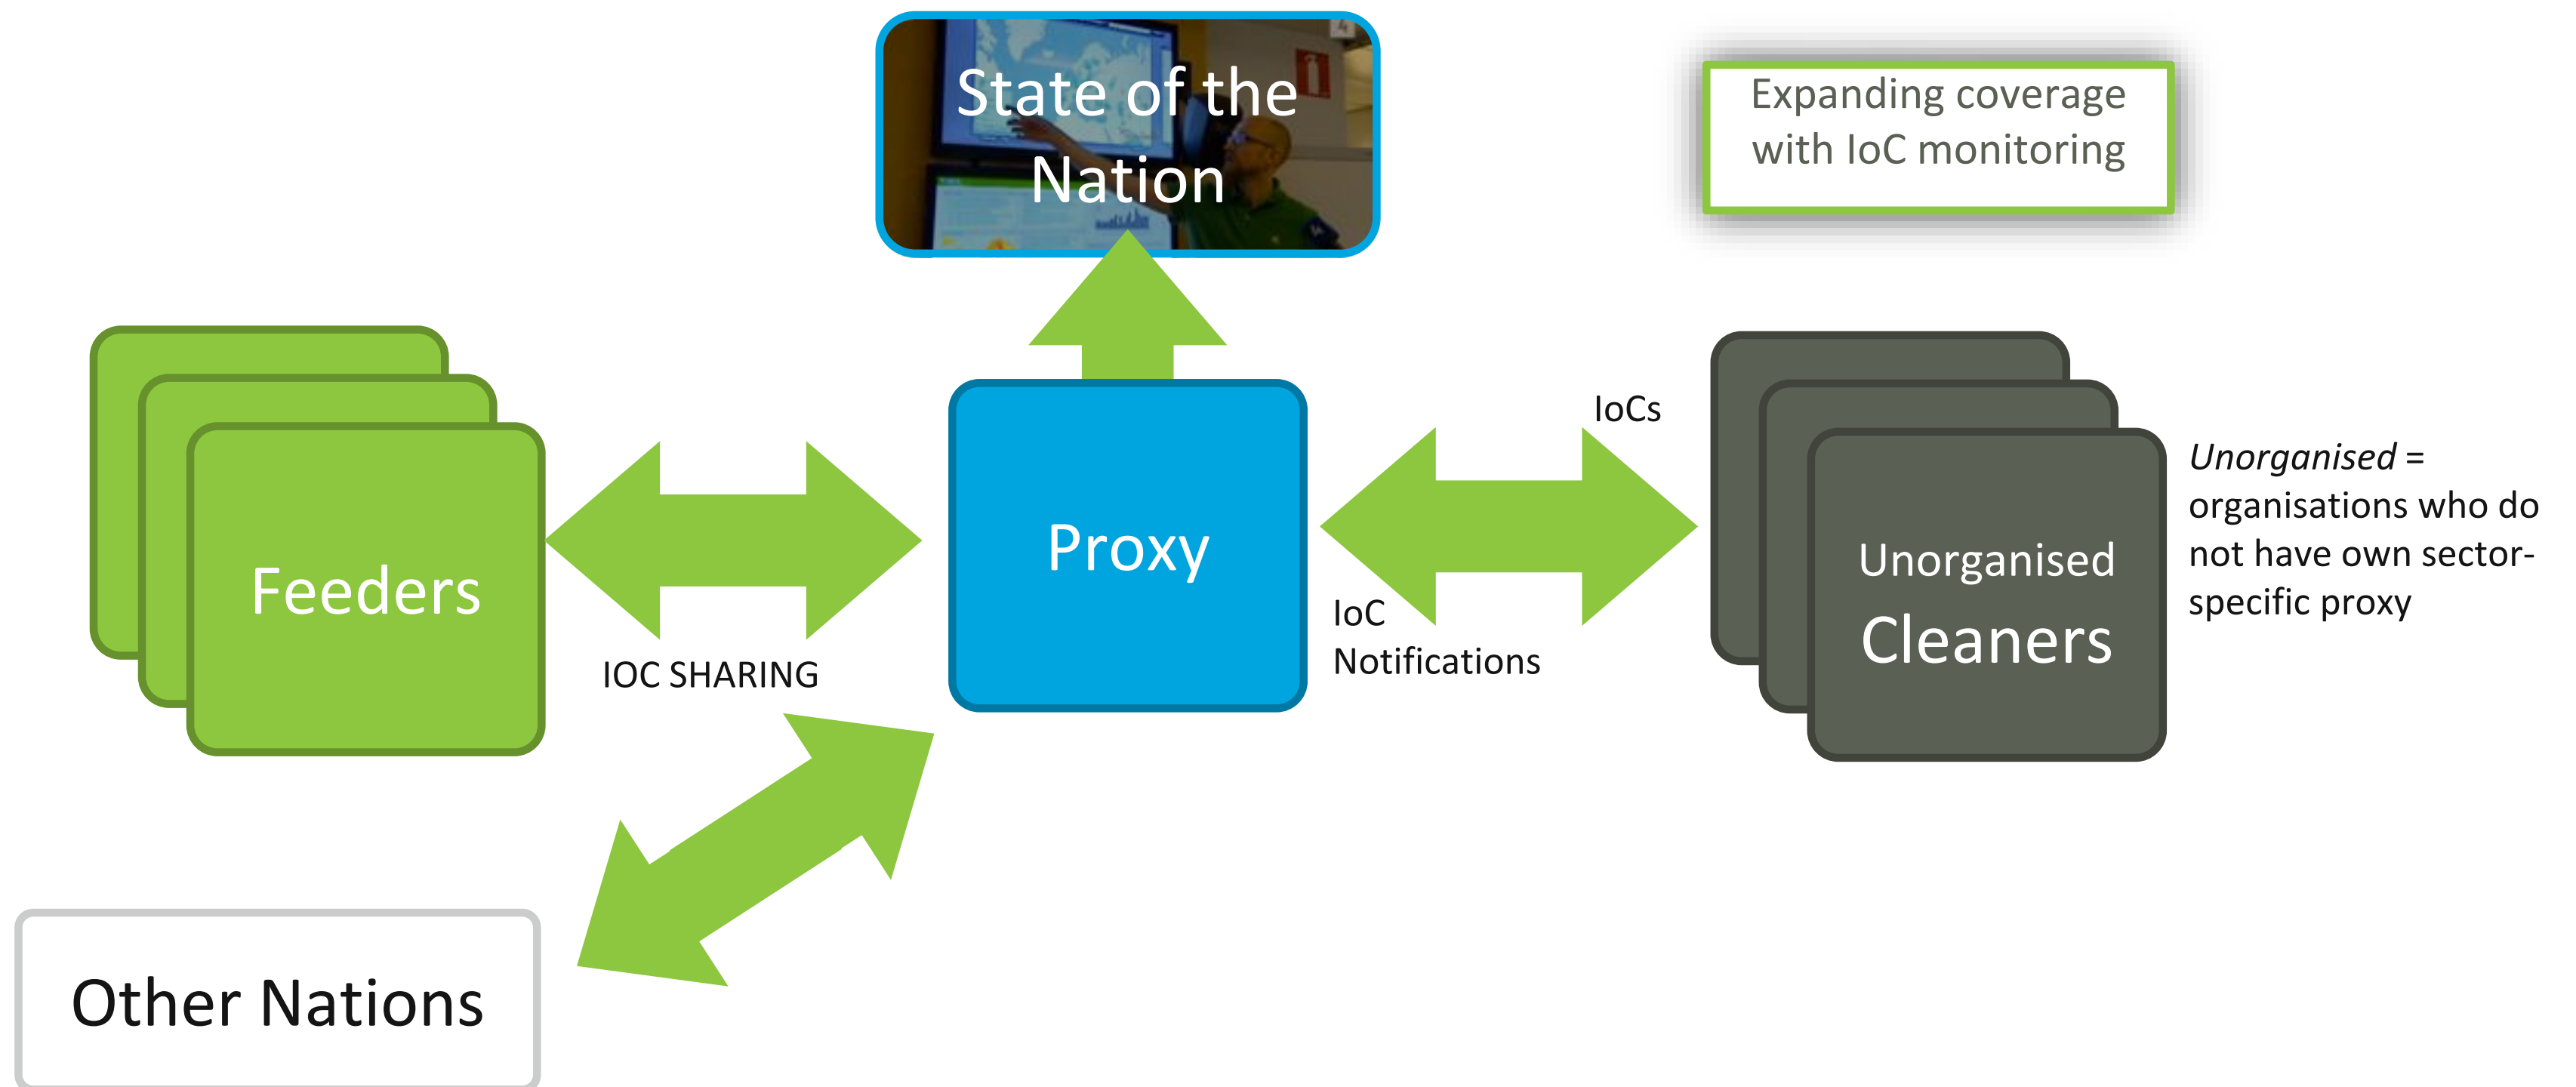 State of the
Nation
Expanding coverage
with IoC monitoring
Feeders
IOC SHARING
Proxy
IoCs
IoC
Notifications
Unorganised
Cleaners
Unorganised =
organisations who do
not have own sector-
specific proxy
Other Nations